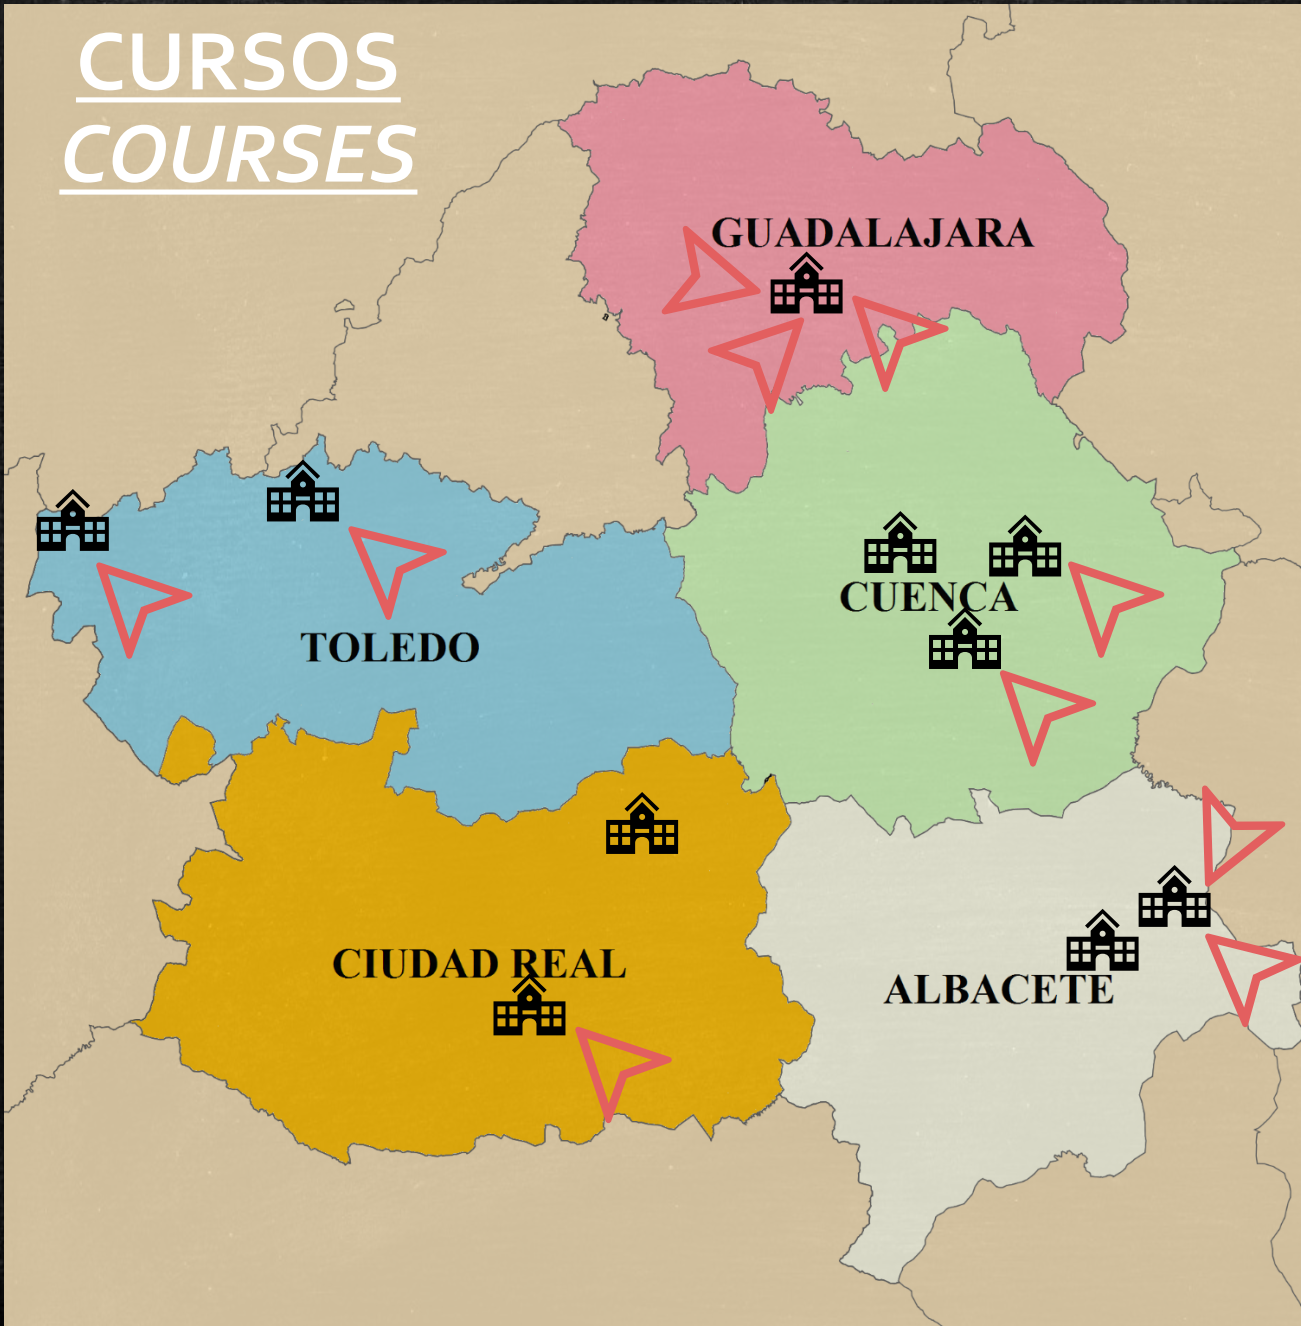 CURSOS
COURSES
GUADALAJARA
CUENCA
TOLEDO
CIUDAD REAL
ALBACETE